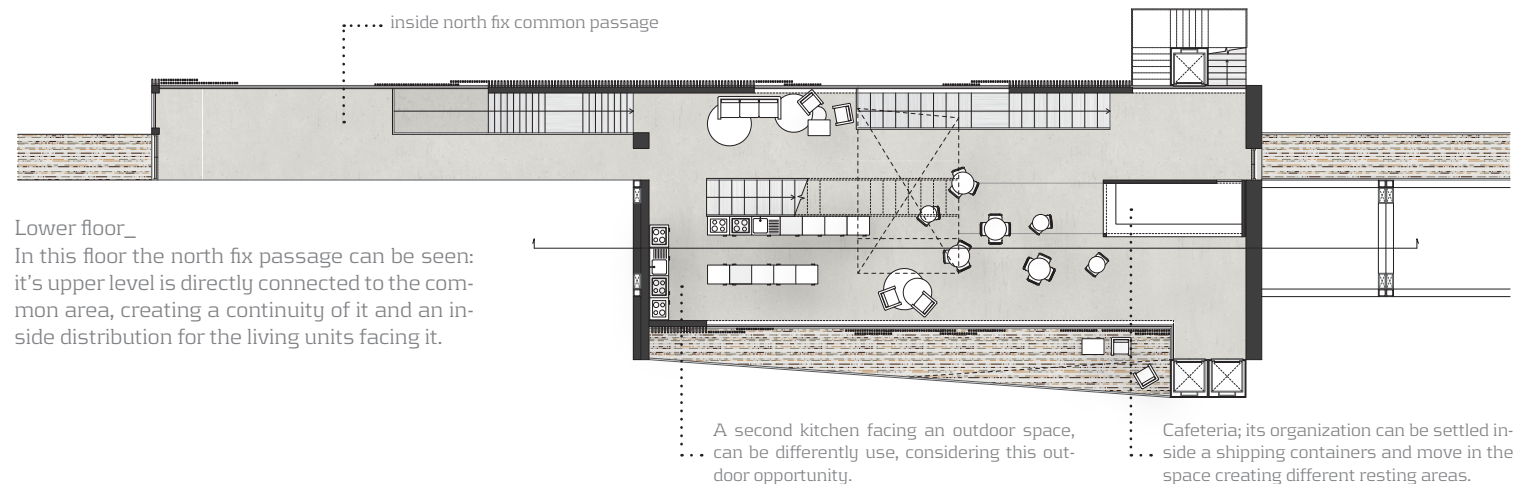 inside north fix common passage
Lower floor_
In this floor the north fix passage can be seen:
it's upper level is directly connected to the com-
mon area, creating a continuity of it and an in-
side distribution for the living units facing it.
A second kitchen facing an outdoor space,
can be differently use, considering this out-
door opportunity.
Cafeteria; its organization can be settled in-
side a shipping containers and move in the
space creating different resting areas.